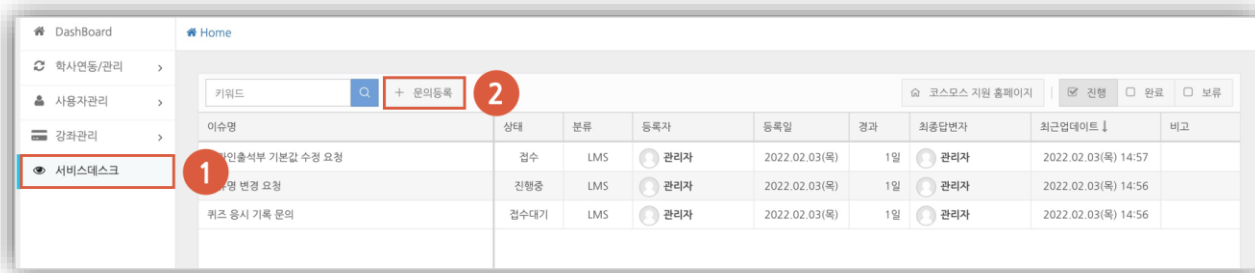 DashBoard
Home
학사연동/관리
사용자관리
강좌관리
서비스데스크
1
키워드
+ 문의등록
2
코스모스 지원 홈페이지
진행
완료
보류
이슈명 상태 분류 등록자 등록일 경과 최종답변자 최근업데이트 비고
인출석부 기본값 수정 요청 접수 LMS 관리자 2022.02.03(목) 1일 관리자 2022.02.03(목) 14:57
명 변경 요청 진행중 LMS 관리자 2022.02.03(목) 1일 관리자 2022.02.03(목) 14:56
퀴즈 응시 기록 문의 접수대기 LMS 관리자 2022.02.03(목) 1일 관리자 2022.02.03(목) 14:56